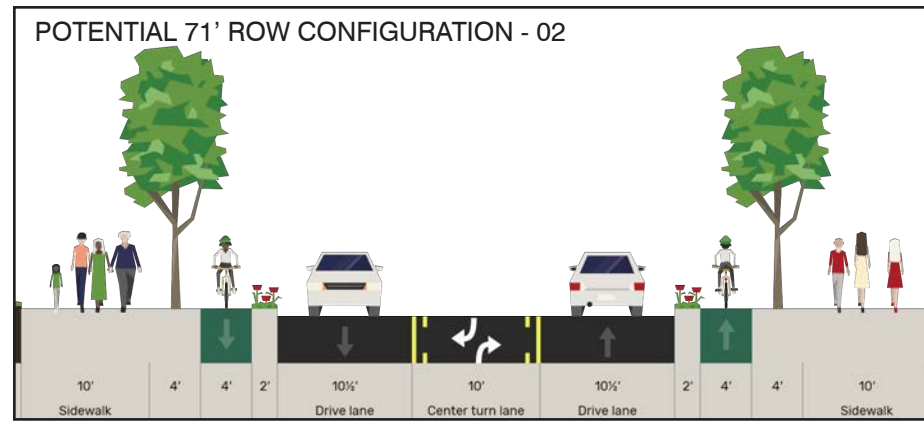 POTENTIAL 71' ROW CONFIGURATION - 02
10' 4' 4' 2' 10½' 10' 10½' 2' 4' 4' 10'
Sidewalk Drive lane Center turn lane Drive lane Sidewalk